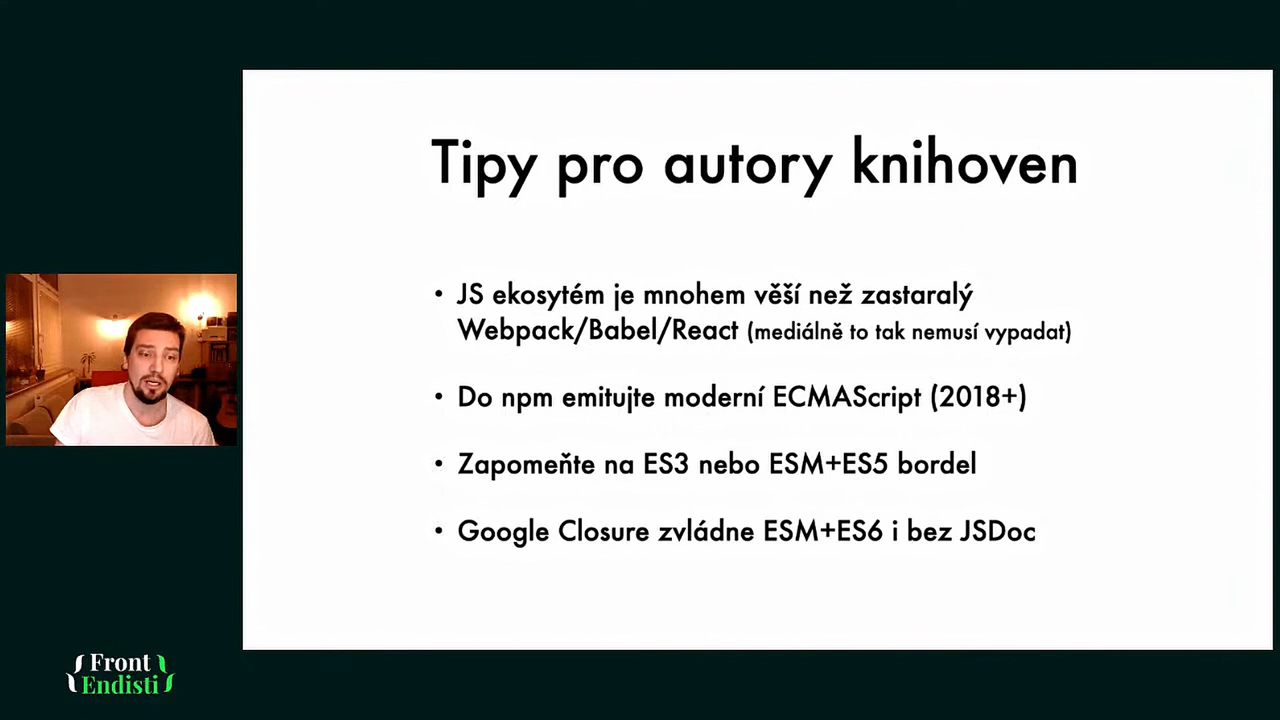 Tipy pro autory knihoven
• JS ekosytém je mnohem věší než zastaralý
Webpack/Babel/React (mediálně to tak nemusí vypadat)
• Do npm emitujte moderní ECMAScript (2018+)
• Zapomeňte na ES3 nebo ESM+ES5 bordel
• Google Closure zvládne ESM+ES6 i bez JSDoc
{Front
Endisti}